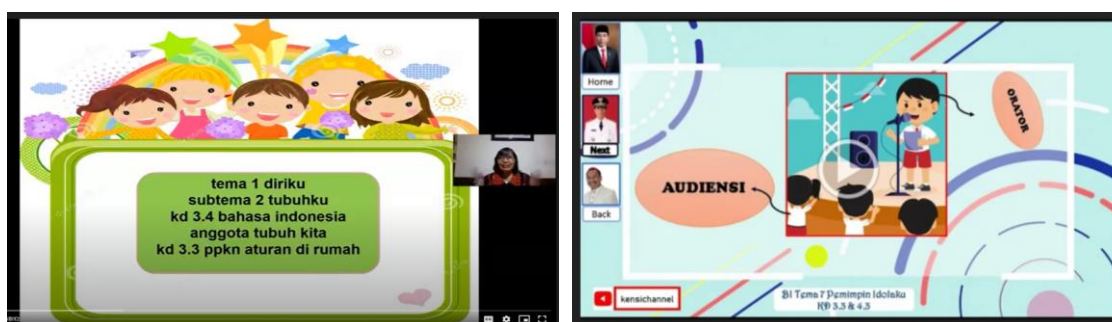 tema 1 diriku
subtema 2 tubuhku
kd 3.4 bahasa indonesia
anggota tubuh kita
kd 3.3 ppkn aturan di rumah
Home
Next
Back
ORATOR
AUDIENSI
kensichannel
BI Tema 7 Pemimpin Idolaku
KD 3.3 & 4.3